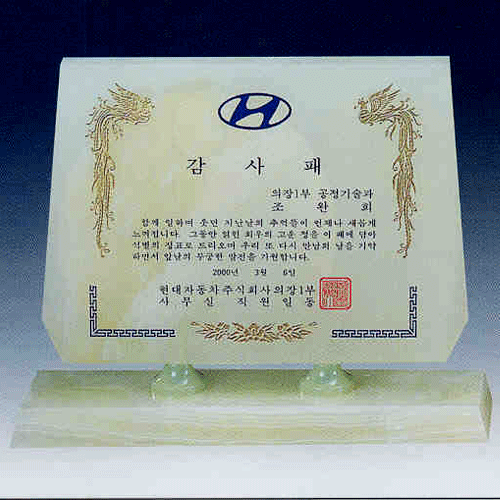 감 사 패
의장1부 공정기술과
조 완 희
함께 일하며 웃던 지난날의 추억들이 언제나 새롭게
느껴집니다. 그동안 얽힌 희우리 고운 정을 이 패에 담아
석별의 징표로 드리오며 우리 또 다시 만남의 날을 기약
하면서 앞날의 무궁한 발전을 기원합니다.
2000년 3월 6일
현대자동차주식회사의장1부
사 무 실 직 원 일 동